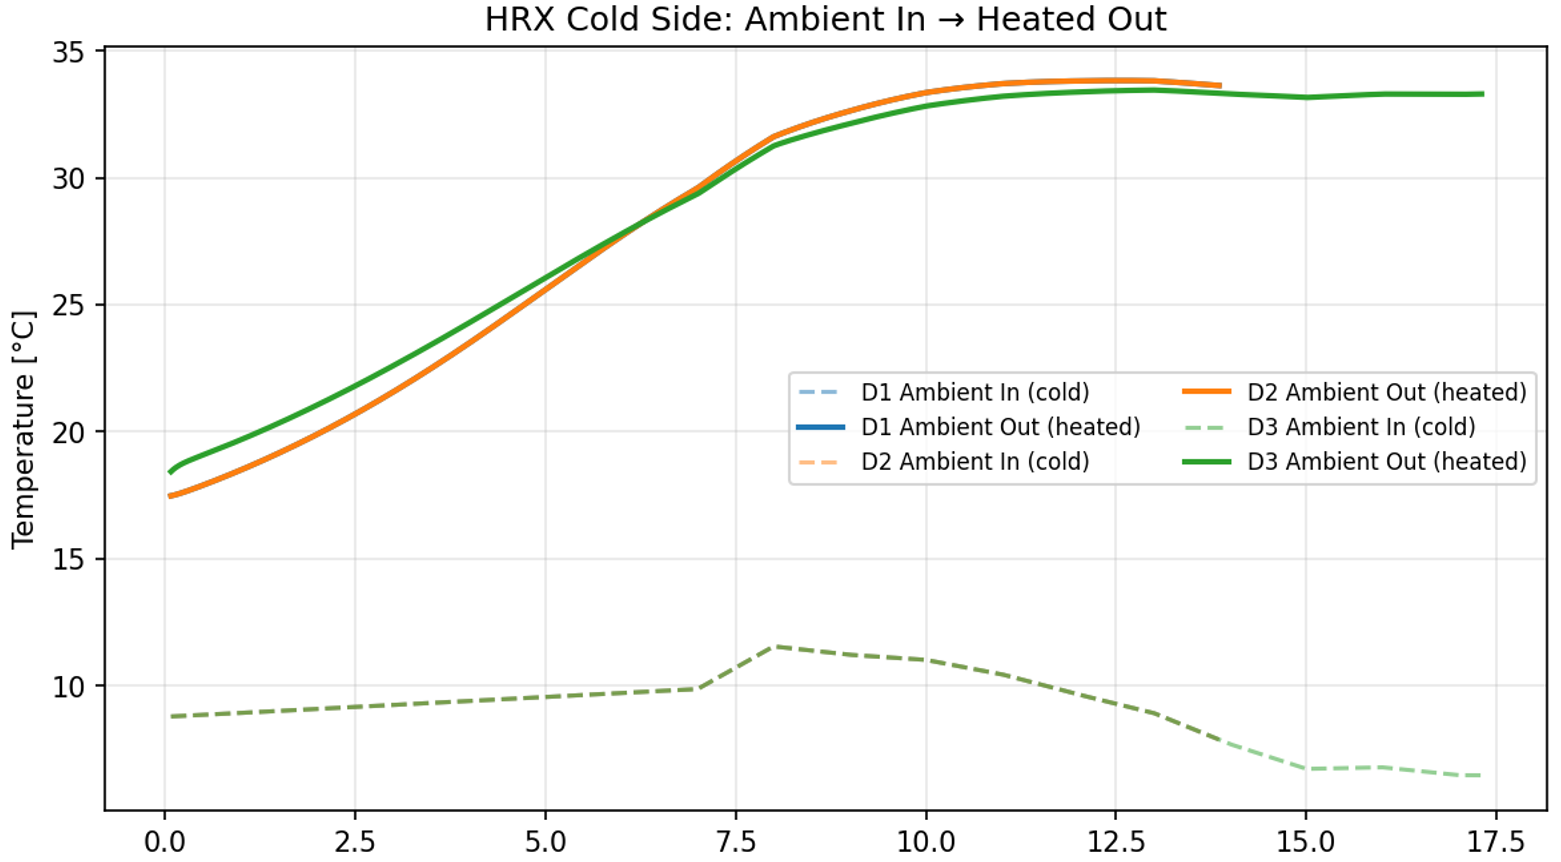 HRX Cold Side: Ambient In → Heated Out
Temperature [°C]
35
30
25
20
15
10
D1 Ambient In (cold)
D1 Ambient Out (heated)
D2 Ambient In (cold)
D2 Ambient Out (heated)
D3 Ambient In (cold)
D3 Ambient Out (heated)
0.0 2.5 5.0 7.5 10.0 12.5 15.0 17.5